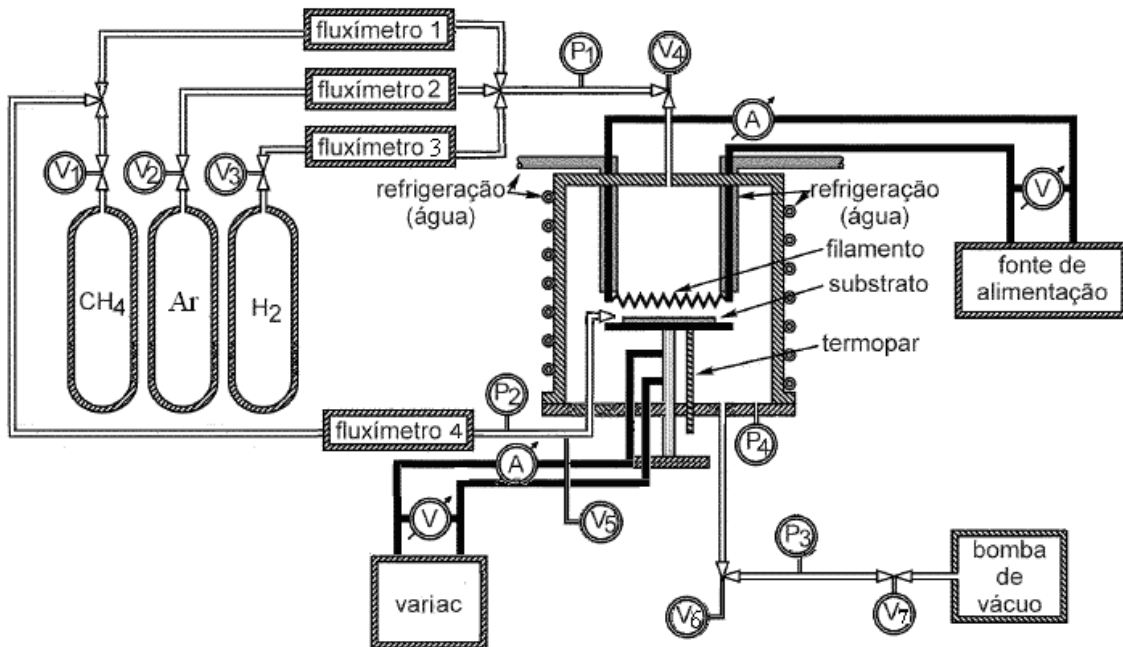 fluxímetro 1
P1
V4
fluxímetro 2
A
fluxímetro 3
V1
V2
V3
refrigeração
(água)
refrigeração
(água)
V
filamento
fonte de
alimentação
substrato
CH4
Ar
H2
termopar
P2
fluxímetro 4
P4
A
V
V5
P3
bomba
de
vácuo
variac
V6
V7